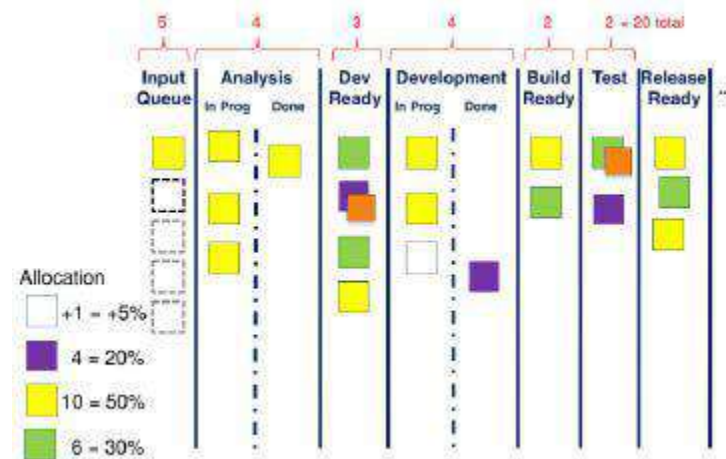 5 4 3 4 2 2 = 20 total
Input Queue Analysis Dev Ready Development Build Ready Test Release Ready ...
In Prog Done In Prog Done
Allocation
+1 = +5%
4 = 20%
10 = 50%
6 = 30%